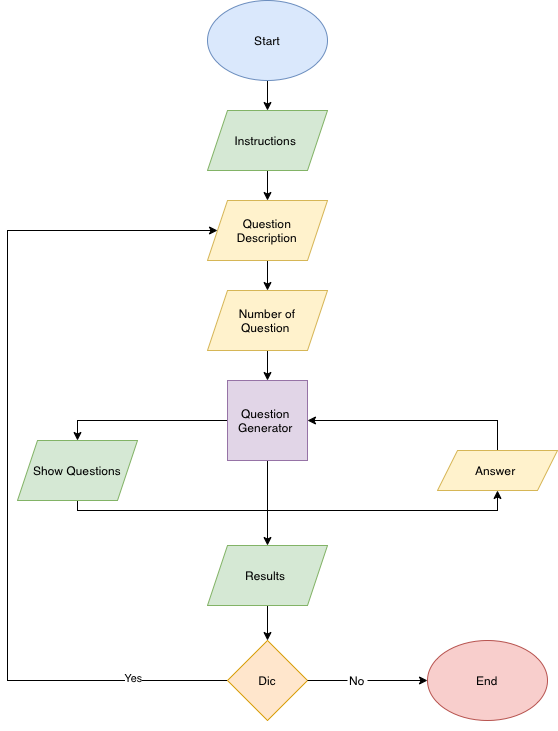 Start
Instructions
Question
Description
Number of
Question
Question
Generator
Show Questions
Answer
Results
Yes
Dic
No
End